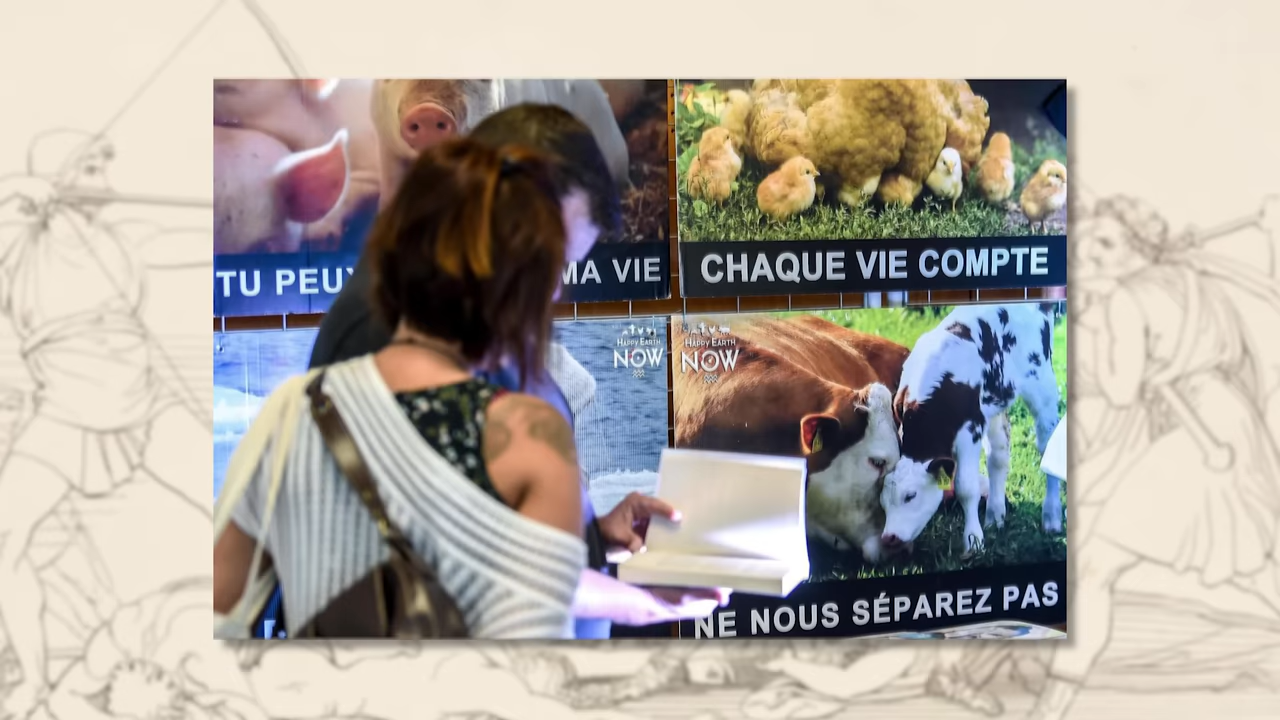 TU PEUX MA VIE
CHAQUE VIE COMPTE
HAPPY EARTH
NOW
HAPPY EARTH
NOW
NE NOUS SÉPAREZ PAS